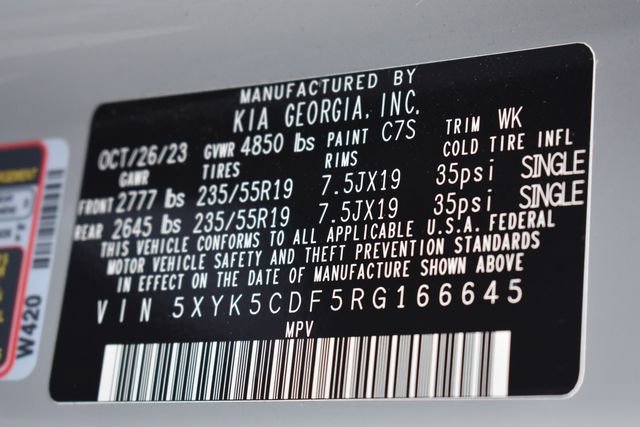 MANUFACTURED BY
KIA GEORGIA, INC.
OCT/26/23 GVWR 4850 lbs PAINT C7S TRIM WK
GAWR TIRES RIMS COLD TIRE INFL
FRONT 2777 lbs 235/55R19 7.5JX19 35psi SINGLE
REAR 2645 lbs 235/55R19 7.5JX19 35psi SINGLE
THIS VEHICLE CONFORMS TO ALL APPLICABLE U.S.A. FEDERAL
MOTOR VEHICLE SAFETY AND THEFT PREVENTION STANDARDS
IN EFFECT ON THE DATE OF MANUFACTURE SHOWN ABOVE
VIN 5XYK5CDF5RG166645
MPV
W420